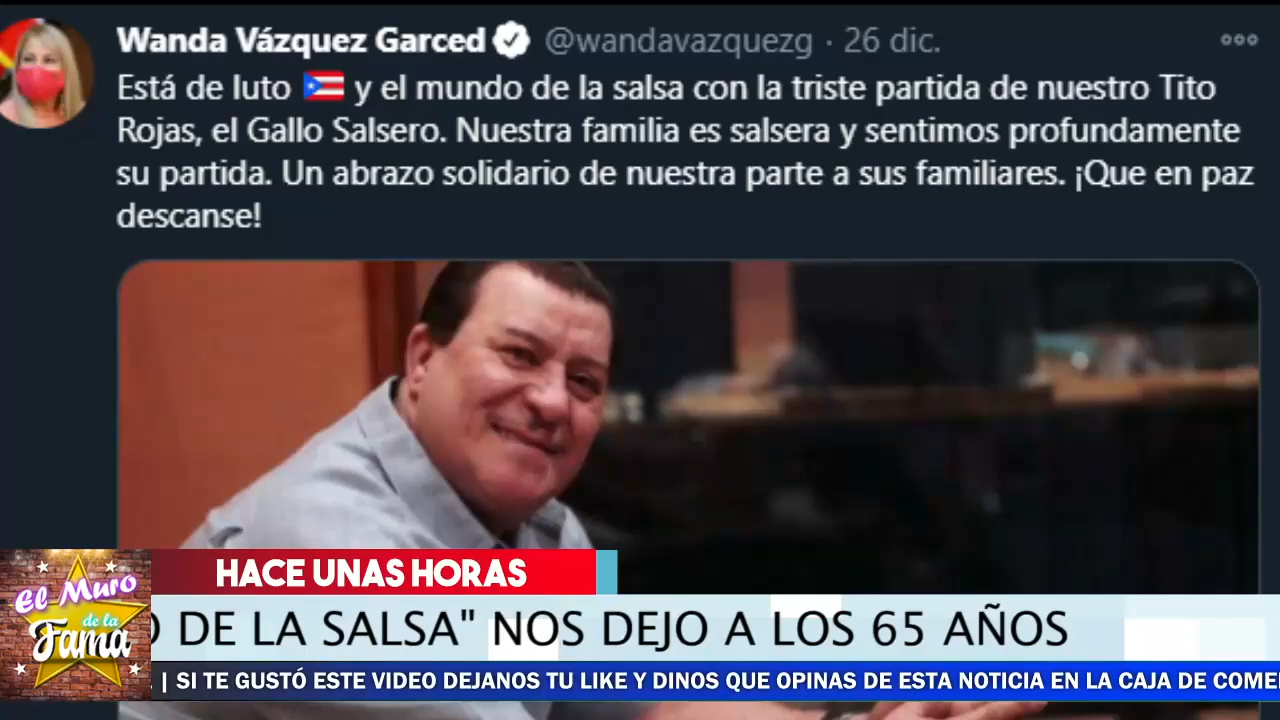 Wanda Vázquez Garced @wandavazquezg · 26 dic.
Está de luto 🇵🇷 y el mundo de la salsa con la triste partida de nuestro Tito
Rojas, el Gallo Salsero. Nuestra familia es salsera y sentimos profundamente
su partida. Un abrazo solidario de nuestra parte a sus familiares. ¡Que en paz
descanse!
HACE UNAS HORAS
El Muro
de la
Fama
DE LA SALSA" NOS DEJO A LOS 65 AÑOS
| SI TE GUSTÓ ESTE VIDEO DEJANOS TU LIKE Y DINOS QUE OPINAS DE ESTA NOTICIA EN LA CAJA DE COME